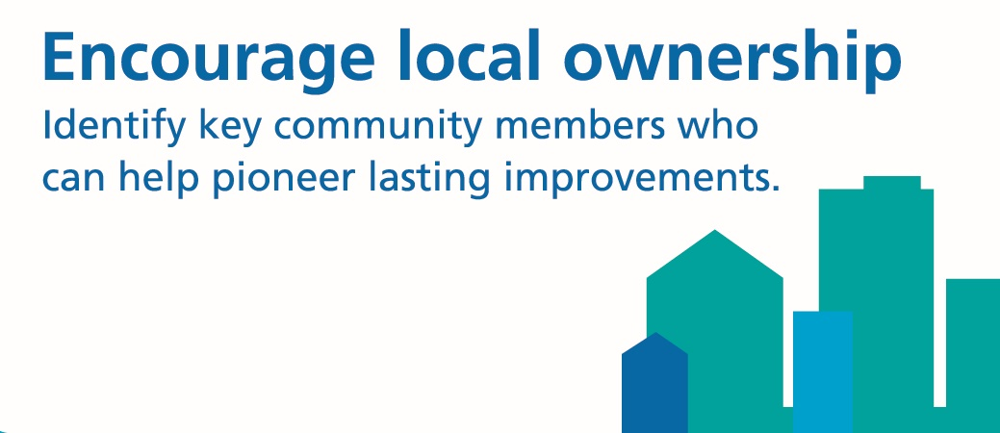 Encourage local ownership
Identify key community members who
can help pioneer lasting improvements.